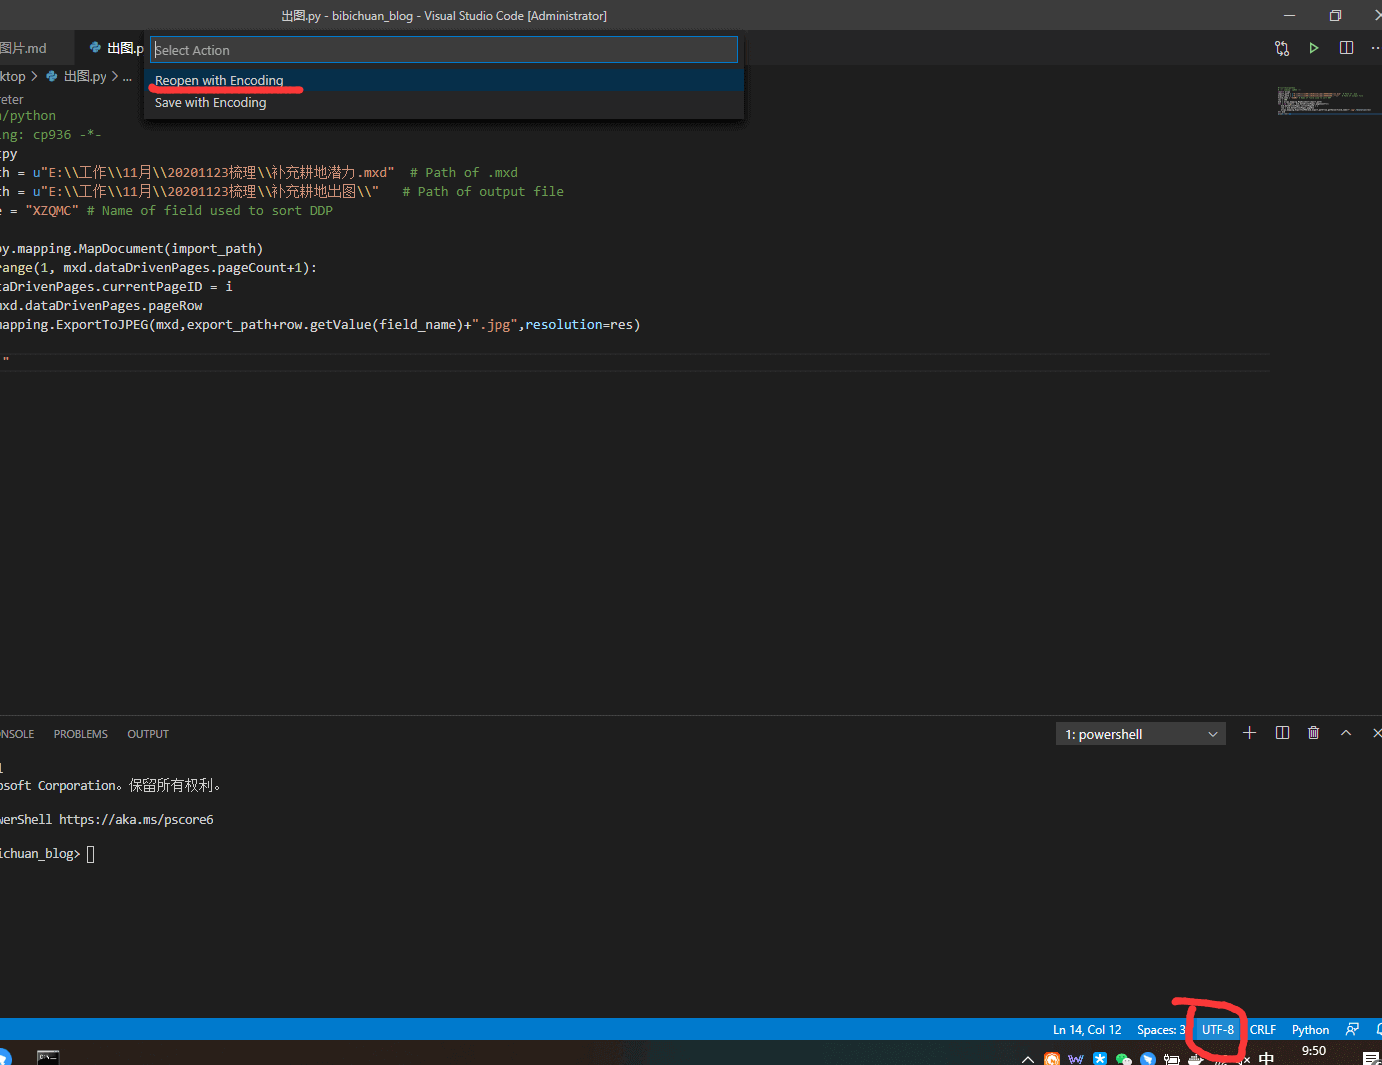 出图.py - bibichuan_blog - Visual Studio Code [Administrator]
图片.md
出图.p
Select Action
Reopen with Encoding
Save with Encoding
ktop > 出图.py > ...
reter
/python
ng: cp936 -*-
py
th = u"E:\\工作\\11月\\20201123梳理\\补充耕地潜力.mxd"  # Path of .mxd
th = u"E:\\工作\\11月\\20201123梳理\\补充耕地出图\\"   # Path of output file
e = "XZQMC" # Name of field used to sort DDP
py.mapping.MapDocument(import_path)
range(1, mxd.dataDrivenPages.pageCount+1):
taDrivenPages.currentPageID = i
mxd.dataDrivenPages.pageRow
mapping.ExportToJPEG(mxd,export_path+row.getValue(field_name)+".jpg",resolution=res)
"
ONSOLE
PROBLEMS
OUTPUT
1: powershell
l
osoft Corporation。保留所有权利。
werShell https://aka.ms/pscore6
ichuan_blog>
Ln 14, Col 12
Spaces: 3
UTF-8
CRLF
Python
中
9:50